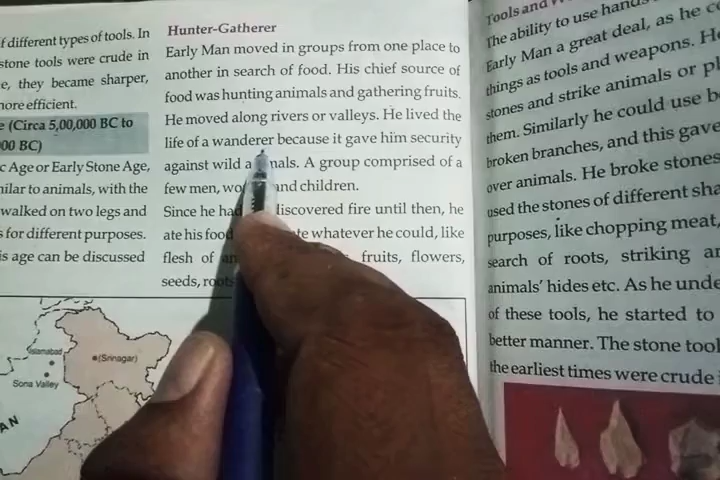 f different types of tools. In
stone tools were crude in
e, they became sharper,
more efficient.
e (Circa 5,00,000 BC to
00 BC)
c Age or Early Stone Age,
nilar to animals, with the
walked on two legs and
s for different purposes.
is age can be discussed
Islamabad
(Srinagar)
Sona Valley
AN
Hunter-Gatherer
Early Man moved in groups from one place to
another in search of food. His chief source of
food was hunting animals and gathering fruits.
He moved along rivers or valleys. He lived the
life of a wanderer because it gave him security
against wild a mals. A group comprised of a
few men, wo and children.
Since he had discovered fire until then, he
ate his food te whatever he could, like
flesh of an fruits, flowers,
seeds, roots
Tools and
The ability to use hands
Early Man a great deal, as he co
things as tools and weapons. He
stones and strike animals or pl
them. Similarly he could use b
broken branches, and this gave
over animals. He broke stones
used the stones of different sha
purposes, like chopping meat,
search of roots, striking an
animals' hides etc. As he unde
of these tools, he started to
better manner. The stone tool
the earliest times were crude